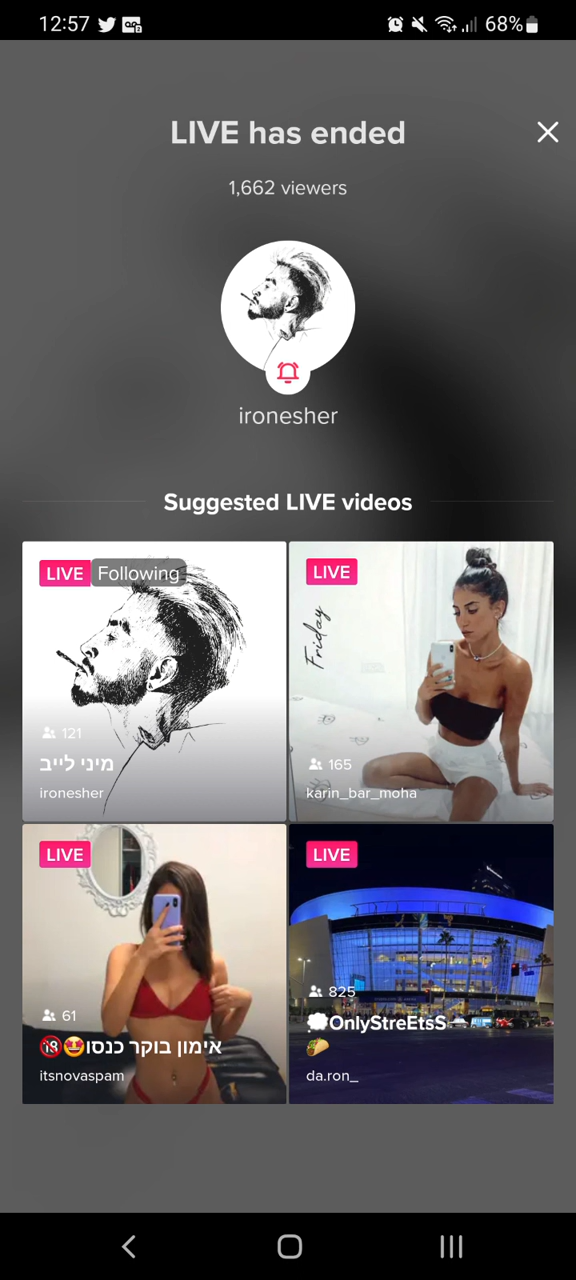 12:57
68%
LIVE has ended
1,662 viewers
ironesher
Suggested LIVE videos
LIVE Following
121
מיני לייב
ironesher
LIVE
Friday
165
karin_bar_moha
LIVE
61
🔞🤩אימון בוקר כנסו
itsnovaspam
LIVE
825
💭OnlyStreEtsS🚗
🌮
da.ron_